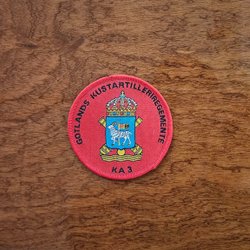 GOTLANDS KUSTARTILLERIREGEMENTE
KA 3